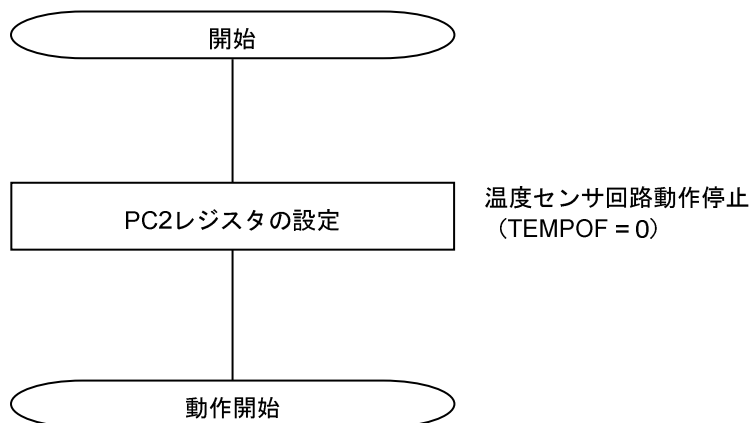 開始
PC2レジスタの設定
温度センサ回路動作停止
（TEMPOF = 0）
動作開始